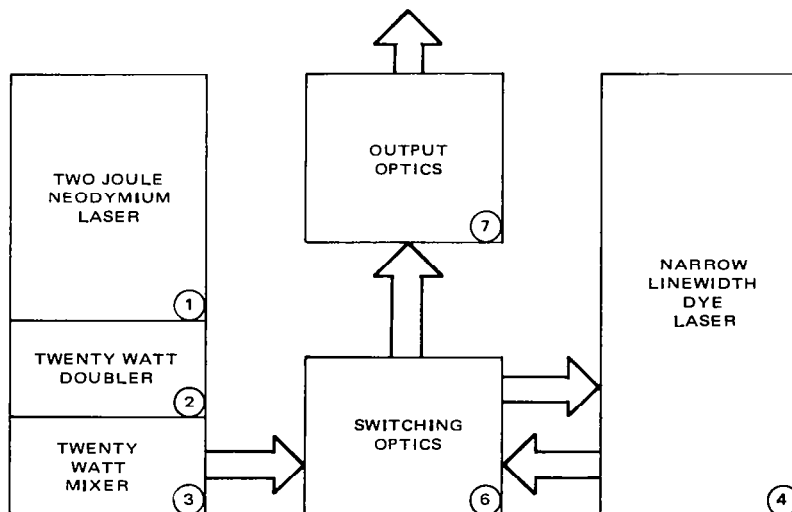 TWO JOULE
NEODYMIUM
LASER
1
TWENTY WATT
DOUBLER
2
TWENTY
WATT
MIXER
3
OUTPUT
OPTICS
7
SWITCHING
OPTICS
6
NARROW
LINEWIDTH
DYE
LASER
4